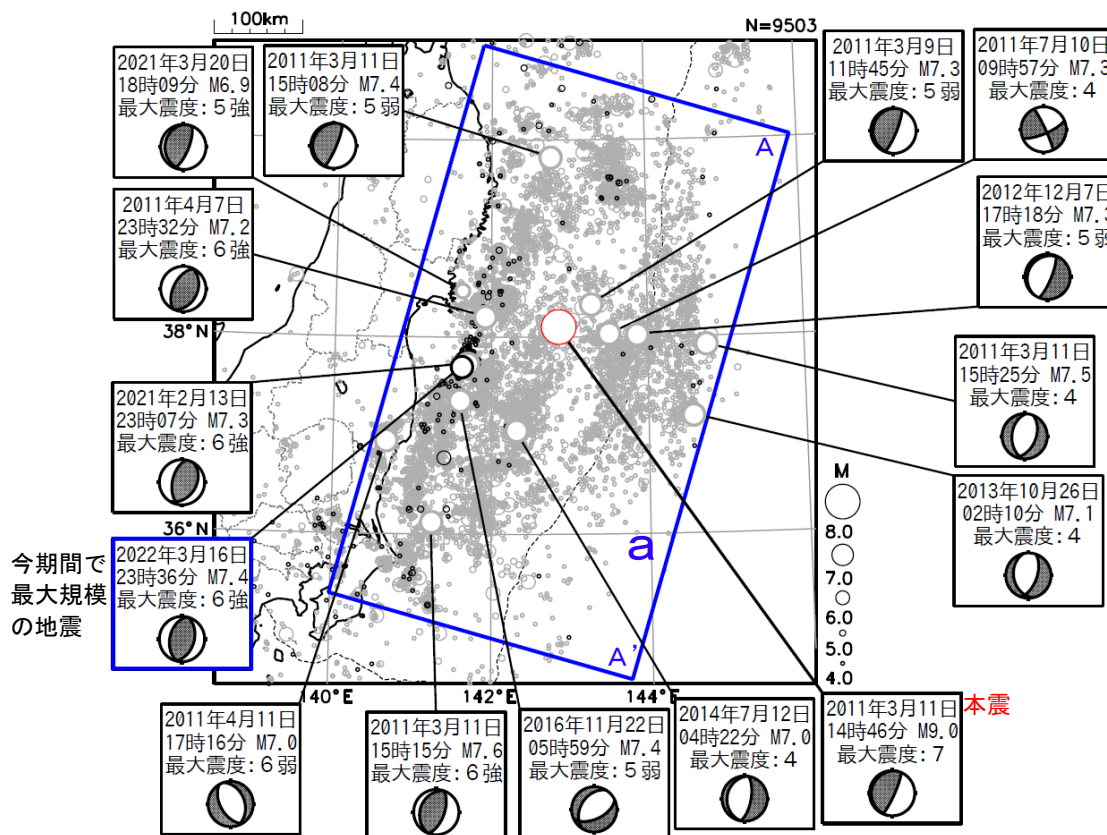 100km
N=9503
2021年3月20日
18時09分 M6.9
最大震度:5強
2011年3月11日
15時08分 M7.4
最大震度:5弱
2011年3月9日
11時45分 M7.3
最大震度:5弱
2011年7月10日
09時57分 M7.3
最大震度:4
A
2011年4月7日
23時32分 M7.2
最大震度:6強
2012年12月7日
17時18分 M7.3
最大震度:5弱
38°N
2021年2月13日
23時07分 M7.3
最大震度:6強
2011年3月11日
15時25分 M7.5
最大震度:4
2013年10月26日
02時10分 M7.1
最大震度:4
36°N
a
M
8.0
7.0
6.0
5.0
4.0
今期間で
最大規模
の地震
2022年3月16日
23時36分 M7.4
最大震度:6強
A'
140°E
142°E
144°E
2011年4月11日
17時16分 M7.0
最大震度:6弱
2011年3月11日
15時15分 M7.6
最大震度:6強
2016年11月22日
05時59分 M7.4
最大震度:5弱
2014年7月12日
04時22分 M7.0
最大震度:4
2011年3月11日
14時46分 M9.0
最大震度:7
本震